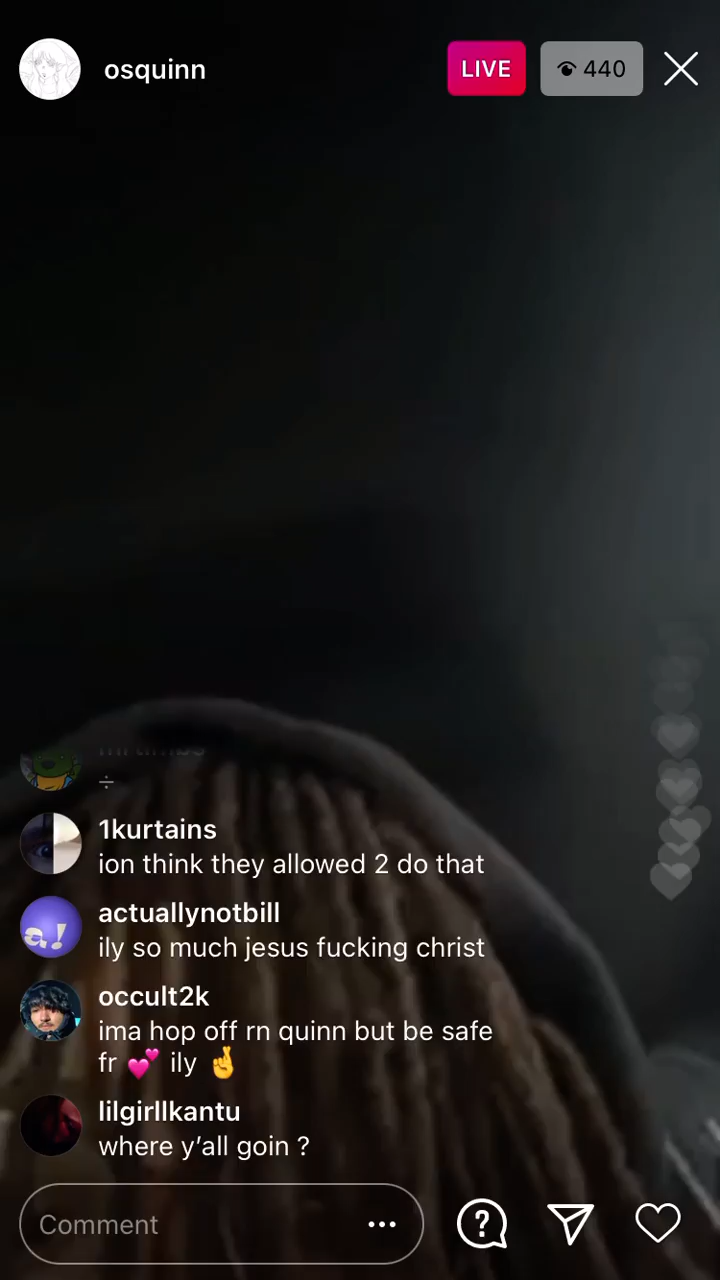 osquinn
LIVE
440
÷
1kurtains
ion think they allowed 2 do that
actuallynotbill
ily so much jesus fucking christ
occult2k
ima hop off rn quinn but be safe
fr 💕 ily 🤞
lilgirllkantu
where y’all goin ?
Comment